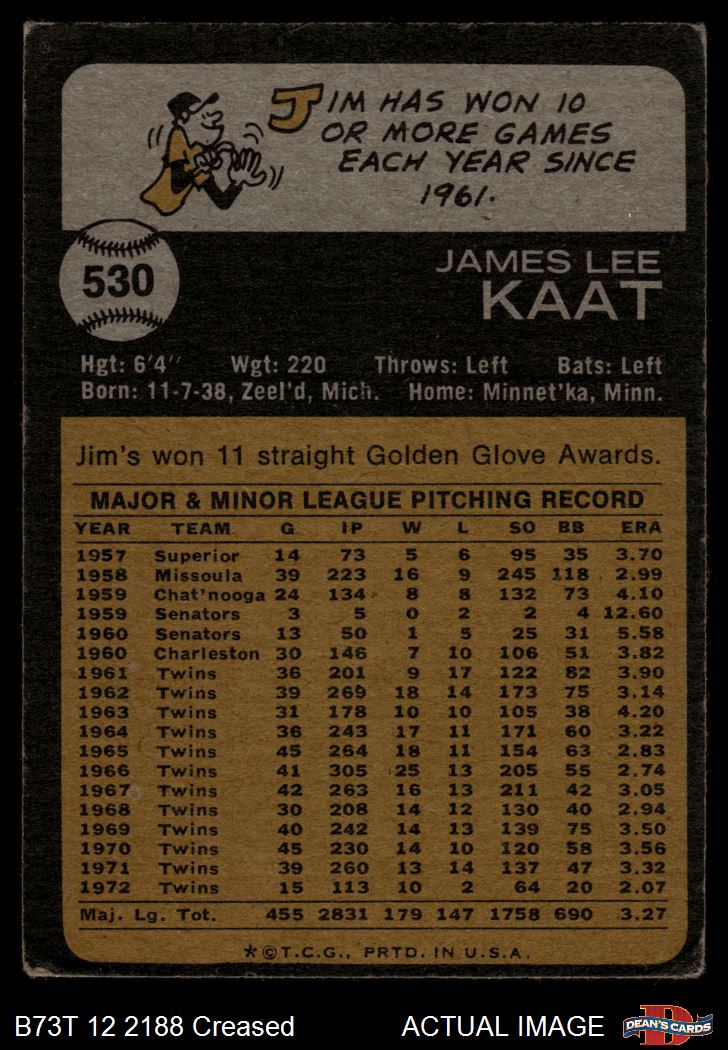 JIM HAS WON 10
OR MORE GAMES
EACH YEAR SINCE
1961.
530
JAMES LEE
KAAT
Hgt: 6'4" Wgt: 220 Throws: Left Bats: Left
Born: 11-7-38, Zeel'd, Mich. Home: Minnet'ka, Minn.
Jim's won 11 straight Golden Glove Awards.
MAJOR & MINOR LEAGUE PITCHING RECORD
YEAR TEAM G IP W L SO BB ERA
1957 Superior 14 73 5 6 95 35 3.70
1958 Missoula 39 223 16 9 245 118 2.99
1959 Chat'nooga 24 134 8 8 132 73 4.10
1959 Senators 3 5 0 2 2 4 12.60
1960 Senators 13 50 1 5 25 31 5.58
1960 Charleston 30 146 7 10 106 51 3.82
1961 Twins 36 201 9 17 122 82 3.90
1962 Twins 39 269 18 14 173 75 3.14
1963 Twins 31 178 10 10 105 38 4.20
1964 Twins 36 243 17 11 171 60 3.22
1965 Twins 45 264 18 11 154 63 2.83
1966 Twins 41 305 25 13 205 55 2.74
1967 Twins 42 263 16 13 211 42 3.05
1968 Twins 30 208 14 12 130 40 2.94
1969 Twins 40 242 14 13 139 75 3.50
1970 Twins 45 230 14 10 120 58 3.56
1971 Twins 39 260 13 14 137 47 3.32
1972 Twins 15 113 10 2 64 20 2.07
Maj. Lg. Tot. 455 2831 179 147 1758 690 3.27
*©T.C.G., PRTD. IN U.S.A.
B73T 12 2188 Creased ACTUAL IMAGE DEAN'S CARDS